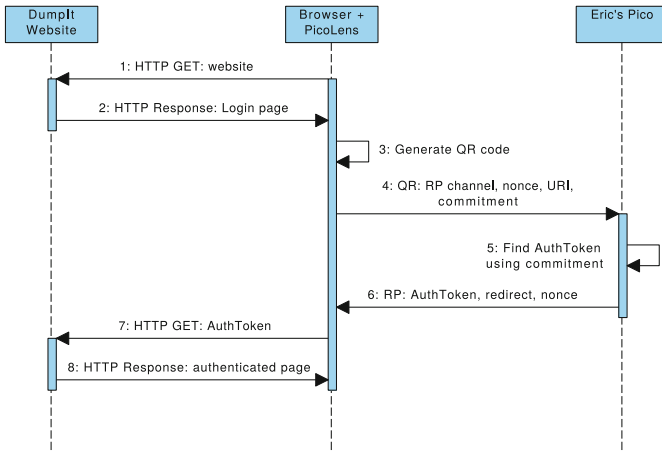 DumpIt
Website
Browser +
PicoLens
Eric's Pico
1: HTTP GET: website
2: HTTP Response: Login page
3: Generate QR code
4: QR: RP channel, nonce, URI,
commitment
5: Find AuthToken
using commitment
6: RP: AuthToken, redirect, nonce
7: HTTP GET: AuthToken
8: HTTP Response: authenticated page